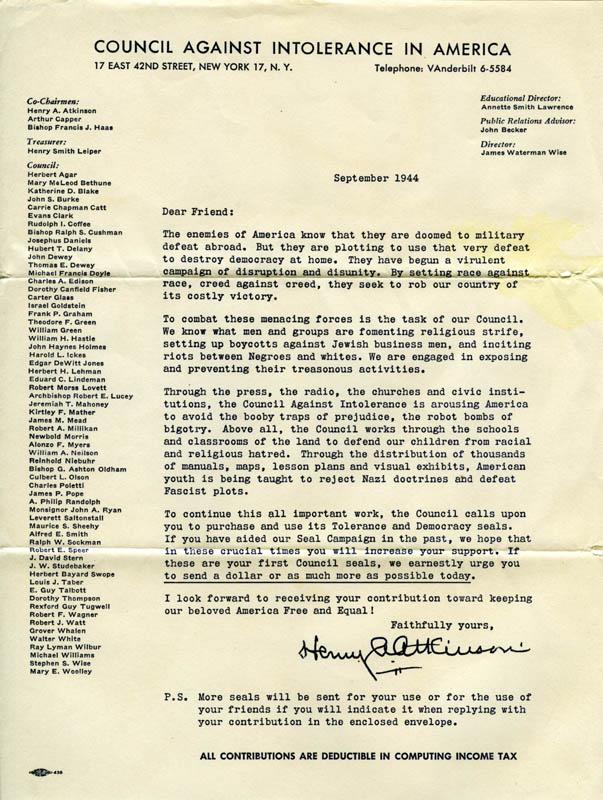 COUNCIL AGAINST INTOLERANCE IN AMERICA
17 EAST 42ND STREET, NEW YORK 17, N. Y.
Telephone: VAnderbilt 6-5584
Co-Chairmen:
Henry A. Atkinson
Arthur Capper
Bishop Francis J. Haas
Treasurer:
Henry Smith Leiper
Council:
Herbert Agar
Mary McLeod Bethune
Katherine D. Blake
John S. Burke
Carrie Chapman Catt
Evans Clark
Rudolph I. Coffee
Bishop Ralph S. Cushman
Josephus Daniels
Hubert T. Delany
John Dewey
Thomas E. Dewey
Michael Francis Doyle
Charles A. Edison
Dorothy Canfield Fisher
Carter Glass
Israel Goldstein
Frank P. Graham
Theodore F. Green
William Green
William H. Hastie
John Haynes Holmes
Harold L. Ickes
Edgar DeWitt Jones
Herbert H. Lehman
Eduard C. Lindeman
Robert Morss Lovett
Archbishop Robert E. Lucey
Jeremiah T. Mahoney
Kirtley F. Mather
James M. Mead
Robert A. Millikan
Newbold Morris
Alonzo F. Myers
William A. Neilson
Reinhold Niebuhr
Bishop G. Ashton Oldham
Culbert L. Olson
Charles Poletti
James P. Pope
A. Philip Randolph
Monsignor John A. Ryan
Leverett Saltonstall
Maurice S. Sheehy
Alfred E. Smith
Ralph W. Sockman
Robert E. Speer
J. David Stern
J. W. Studebaker
Herbert Bayard Swope
Louis J. Taber
E. Guy Talbott
Dorothy Thompson
Rexford Guy Tugwell
Robert F. Wagner
Robert J. Watt
Grover Whalen
Walter White
Ray Lyman Wilbur
Michael Williams
Stephen S. Wise
Mary E. Woolley
Educational Director:
Annette Smith Lawrence
Public Relations Advisor:
John Becker
Director:
James Waterman Wise
September 1944
Dear Friend:
The enemies of America know that they are doomed to military
defeat abroad. But they are plotting to use that very defeat
to destroy democracy at home. They have begun a virulent
campaign of disruption and disunity. By setting race against
race, creed against creed, they seek to rob our country of
its costly victory.
To combat these menacing forces is the task of our Council.
We know what men and groups are fomenting religious strife,
setting up boycotts against Jewish business men, and inciting
riots between Negroes and whites. We are engaged in exposing
and preventing their treasonous activities.
Through the press, the radio, the churches and civic insti-
tutions, the Council Against Intolerance is arousing America
to avoid the booby traps of prejudice, the robot bombs of
bigotry. Above all, the Council works through the schools
and classrooms of the land to defend our children from racial
and religious hatred. Through the distribution of thousands
of manuals, maps, lesson plans and visual exhibits, American
youth is being taught to reject Nazi doctrines and defeat
Fascist plots.
To continue this all important work, the Council calls upon
you to purchase and use its Tolerance and Democracy seals.
If you have aided our Seal Campaign in the past, we hope that
in these crucial times you will increase your support. If
these are your first Council seals, we earnestly urge you
to send a dollar or as much more as possible today.
I look forward to receiving your contribution toward keeping
our beloved America Free and Equal!
Faithfully yours,
Henry A. Atkinson
P.S. More seals will be sent for your use or for the use of
your friends if you will indicate it when replying with
your contribution in the enclosed envelope.
ALL CONTRIBUTIONS ARE DEDUCTIBLE IN COMPUTING INCOME TAX